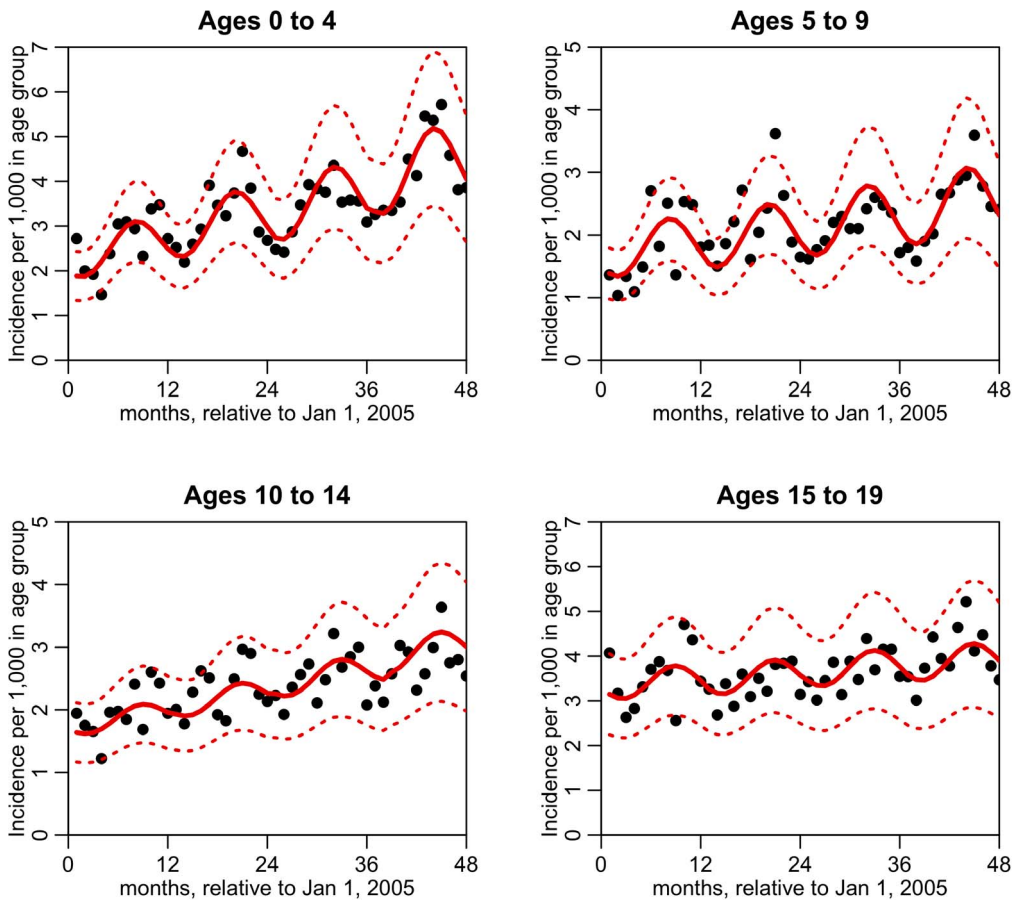 Ages 0 to 4
Incidence per 1,000 in age group
7
6
5
4
3
2
1
0
0 12 24 36 48
months, relative to Jan 1, 2005
Ages 5 to 9
Incidence per 1,000 in age group
5
4
3
2
1
0
0 12 24 36 48
months, relative to Jan 1, 2005
Ages 10 to 14
Incidence per 1,000 in age group
5
4
3
2
1
0
0 12 24 36 48
months, relative to Jan 1, 2005
Ages 15 to 19
Incidence per 1,000 in age group
7
6
5
4
3
2
1
0
0 12 24 36 48
months, relative to Jan 1, 2005